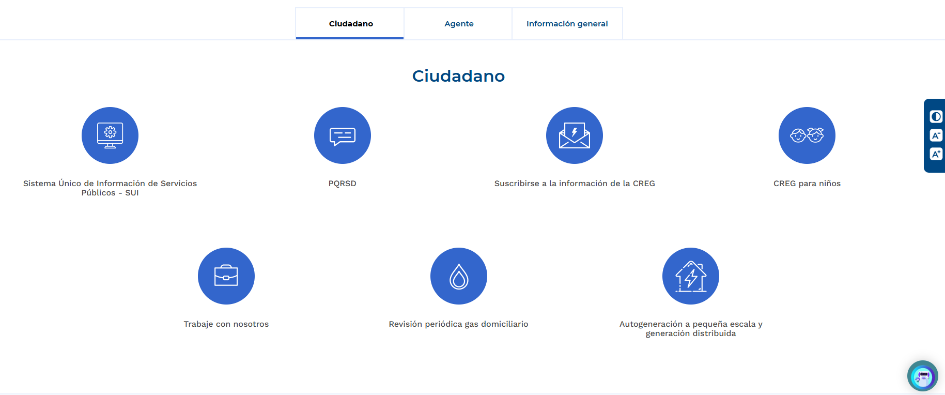 Ciudadano
Agente
Información general
Ciudadano
Sistema Único de Información de Servicios
Públicos - SUI
PQRSD
Suscribirse a la información de la CREG
CREG para niños
Trabaje con nosotros
Revisión periódica gas domiciliario
Autogeneración a pequeña escala y
generación distribuida
A-
A+